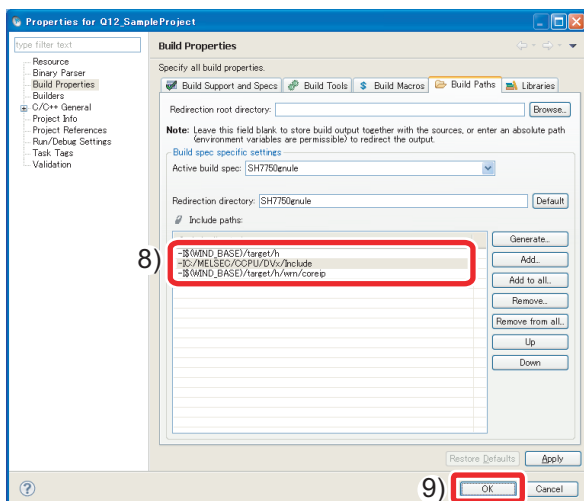 Properties for Q12_SampleProject
type filter text
Build Properties
Resource
Binary Parser
Build Properties
Builders
C/C++ General
Project Info
Project References
Run/Debug Settings
Task Tags
Validation
Specify all build properties.
Build Support and Specs
Build Tools
Build Macros
Build Paths
Libraries
Redirection root directory:
Browse...
Note: Leave this field blank to store build output together with the sources, or enter an absolute path
(environment variables are permissible) to redirect the output.
Build spec specific settings
Active build spec: SH7750gnule
Redirection directory: SH7750gnule
Default
Include paths:
8)
-I$(WIND_BASE)/target/h
-IC:/MELSEC/CCPU/DVx/Include
-I$(WIND_BASE)/target/h/wrn/coreip
Generate...
Add...
Add to all...
Remove...
Remove from all...
Up
Down
Restore Defaults
Apply
9)
OK
Cancel